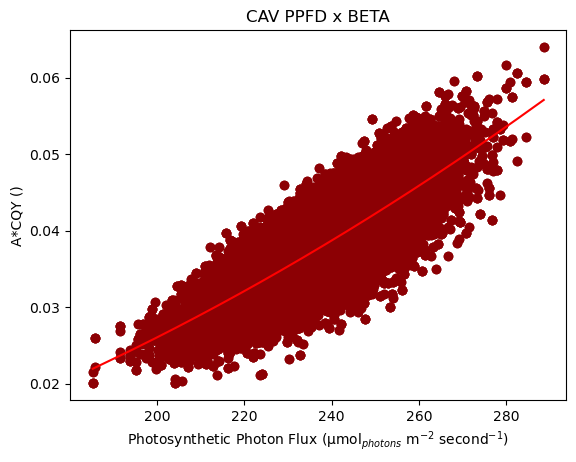 CAV PPFD x BETA
0.06
0.05
0.04
0.03
0.02
A*CQY ()
200 220 240 260 280
Photosynthetic Photon Flux (μmol_photons m⁻² second⁻¹)